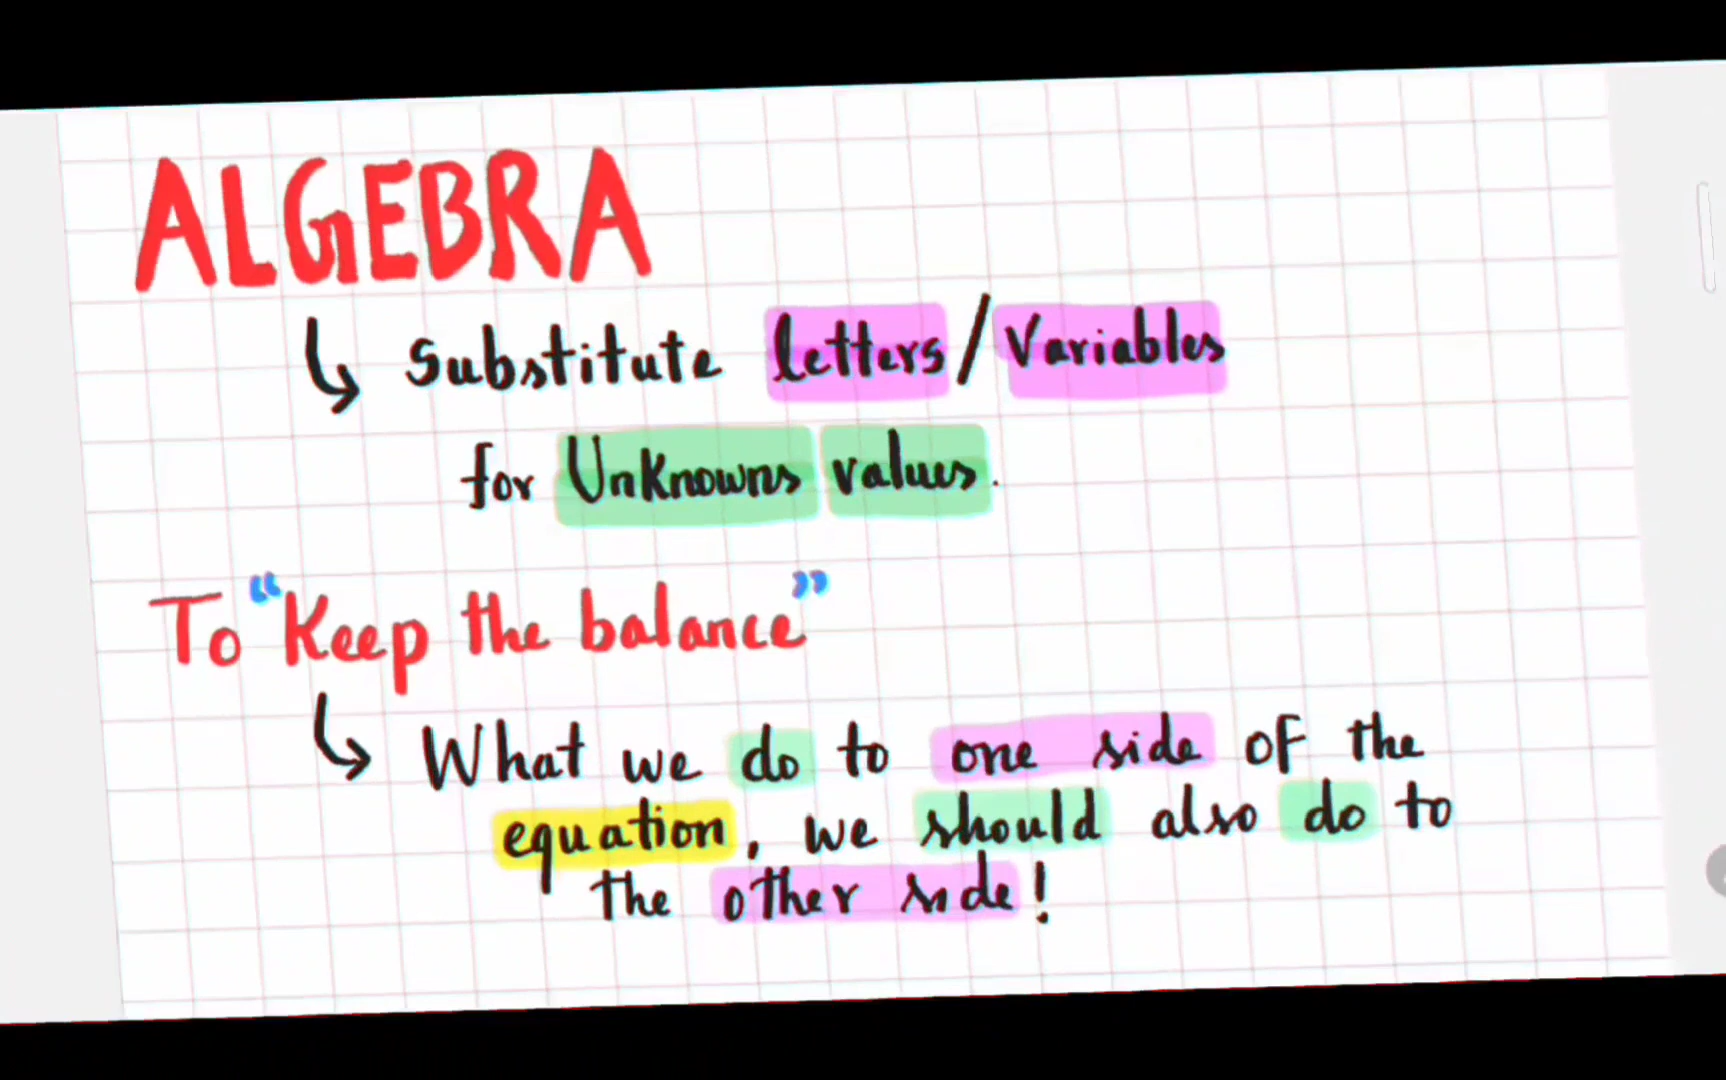 ALGEBRA
↳ Substitute letters/Variables
for UnKnowns values.
To "Keep the balance"
↳ What we do to one side of the
equation, we should also do to
the other side!